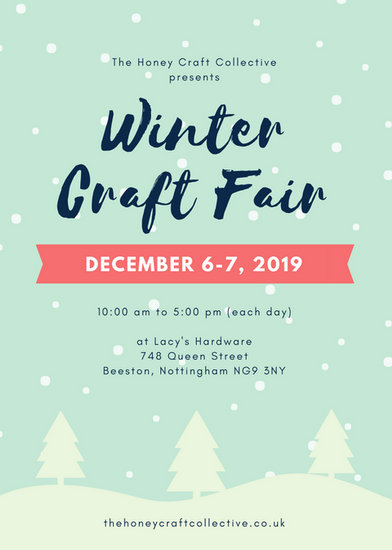 The Honey Craft Collective
presents
Winter
Craft Fair
DECEMBER 6-7, 2019
10:00 am to 5:00 pm (each day)
at Lacy's Hardware
748 Queen Street
Beeston, Nottingham NG9 3NY
thehoneycraftcollective.co.uk